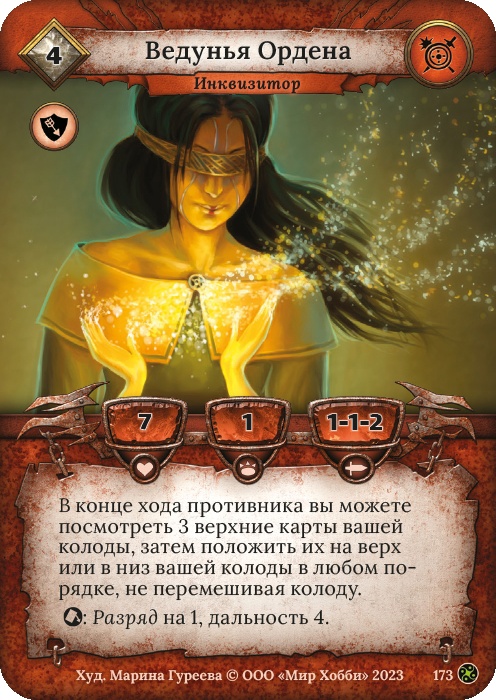 4
Ведунья Ордена
Инквизитор
7
1
1-1-2
В конце хода противника вы можете
посмотреть 3 верхние карты вашей
колоды, затем положить их на верх
или в низ вашей колоды в любом по-
рядке, не перемешивая колоду.
: Разряд на 1, дальность 4.
Худ. Марина Гуреева © ООО «Мир Хобби» 2023
173